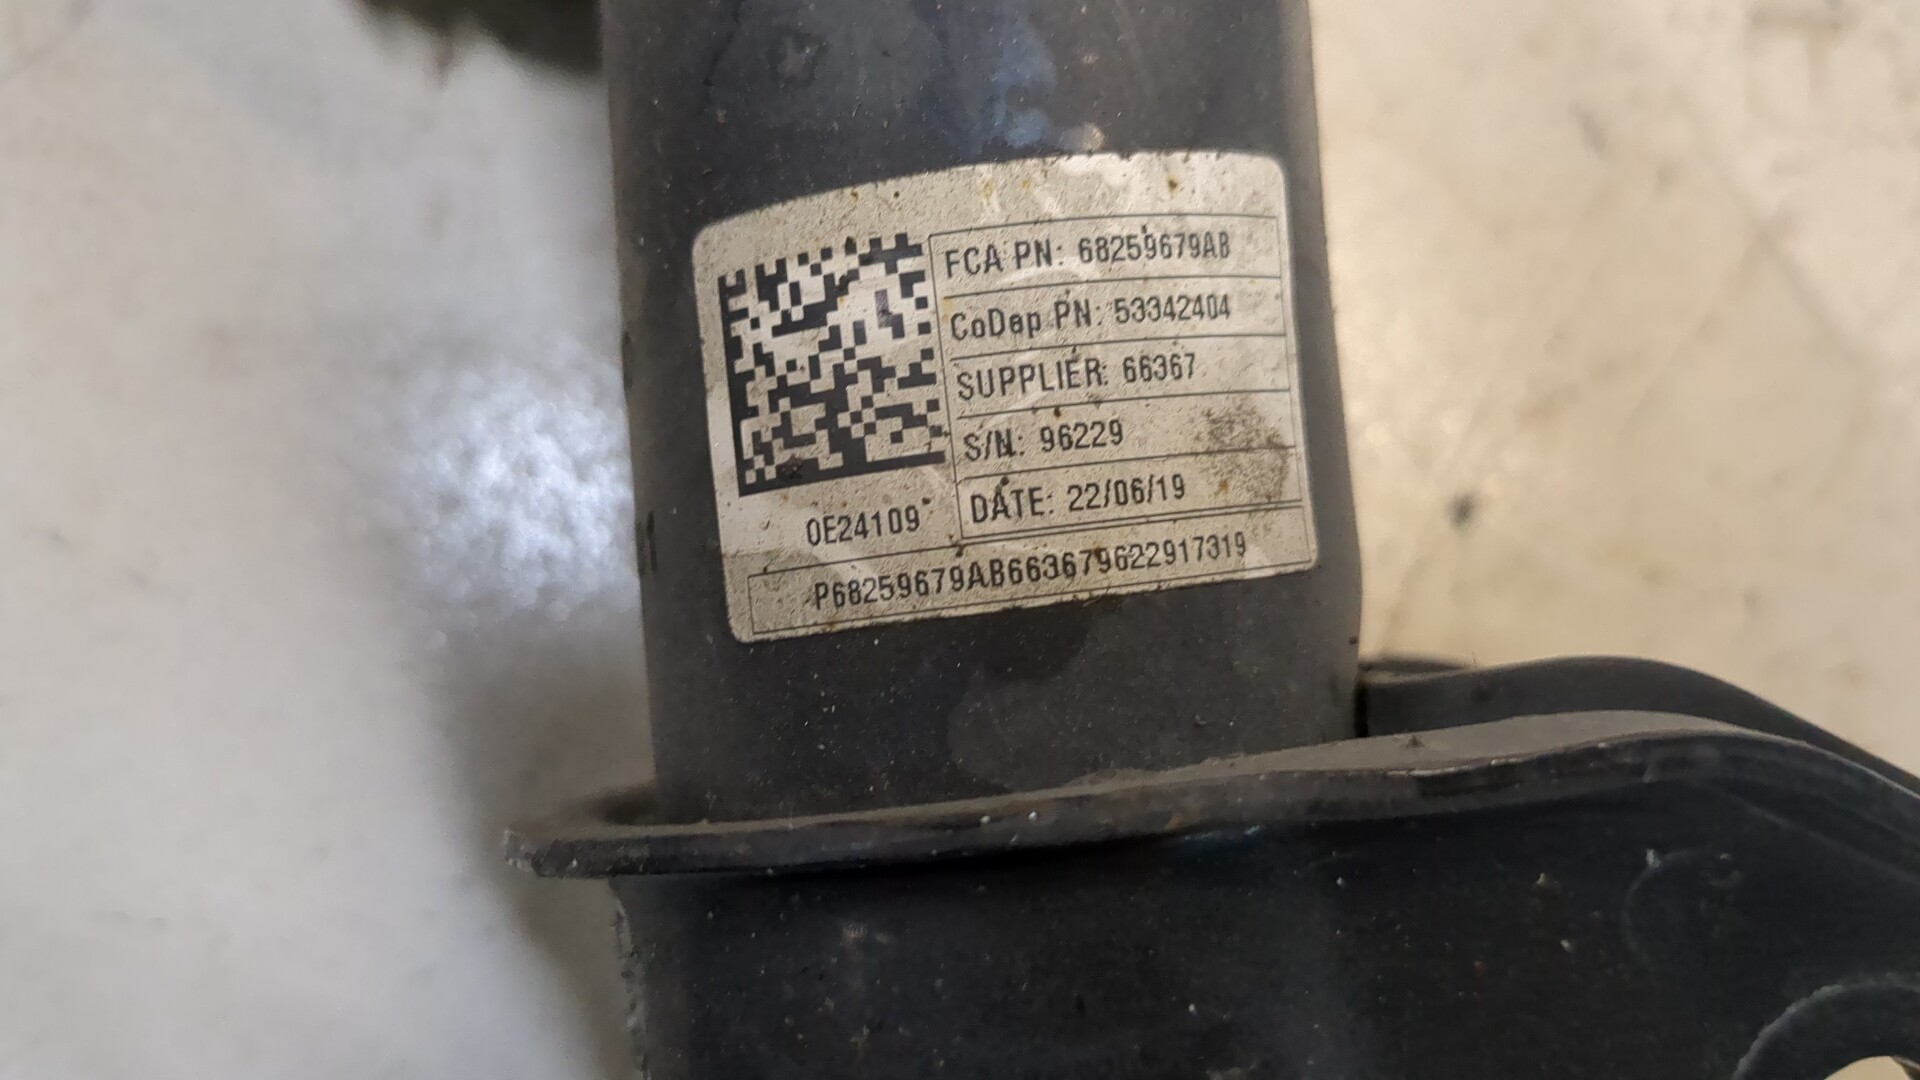 FCA PN: 68259679AB
CoDep PN: 53342404
SUPPLIER: 66367
S/N: 96229
DATE: 22/06/19
0E24109
P68259679AB663679622917319